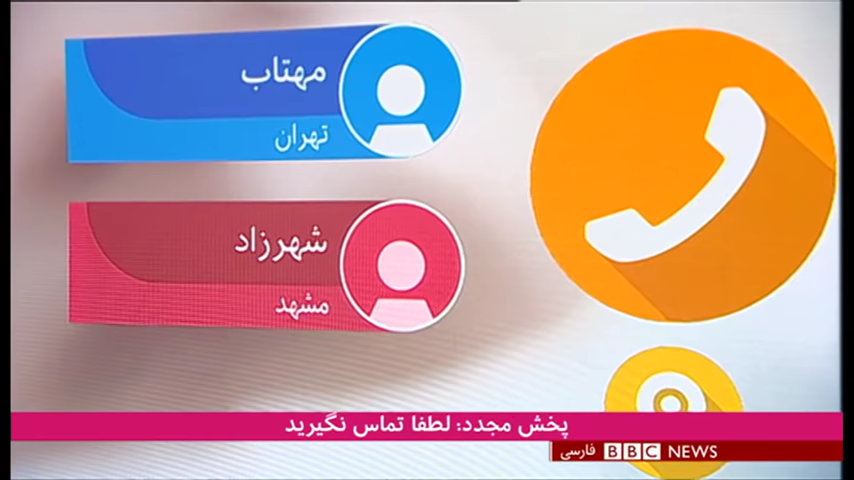 مهتاب
تهران
شهرزاد
مشهد
پخش مجدد: لطفا تماس نگیرید
BBC NEWS فارسی